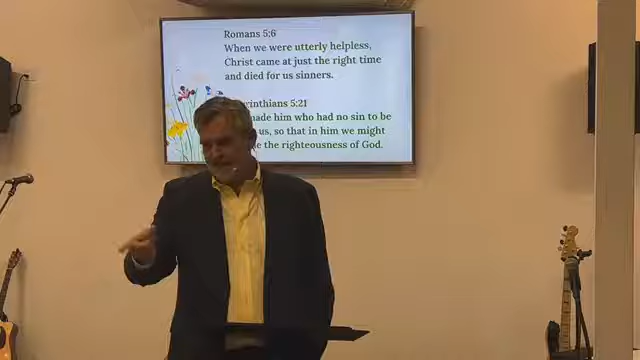 Romans 5:6
When we were utterly helpless,
Christ came at just the right time
and died for us sinners.
5:21
him who had no sin to be
us, so that in him we might
the righteousness of God.